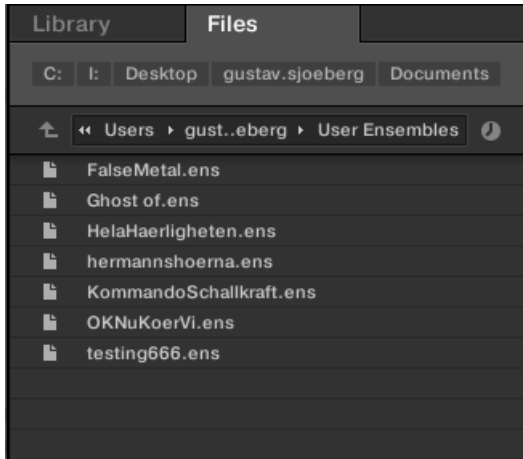 Library Files
C: I: Desktop gustav.sjoeberg Documents
Users gust..eberg User Ensembles
FalseMetal.ens
Ghost of.ens
HelaHaerligheten.ens
hermannshoerna.ens
KommandoSchallkraft.ens
OKNuKoerVi.ens
testing666.ens